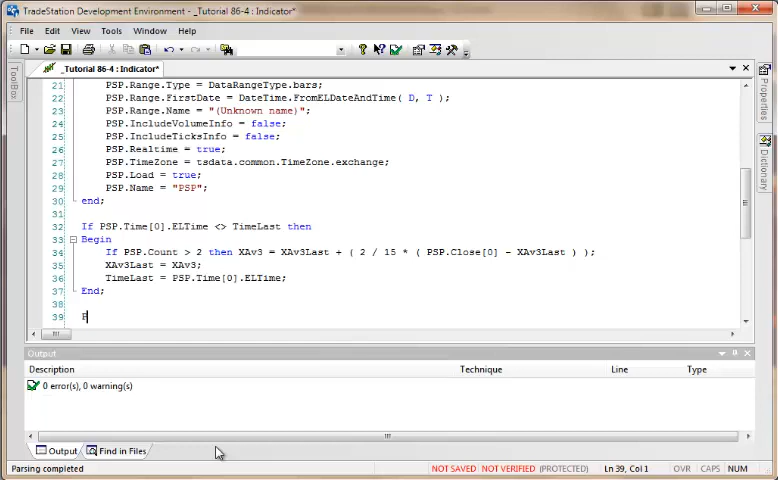 TradeStation Development Environment - _Tutorial 86-4 : Indicator*
File Edit View Tools Window Help
_Tutorial 86-4 : Indicator*
ToolBox
Properties
Dictionary
21 PSP.Range.Type = DataRangeType.bars;
22 PSP.Range.FirstDate = DateTime.FromELDateAndTime( D, T );
23 PSP.Range.Name = "(Unknown name)";
24 PSP.IncludeVolumeInfo = false;
25 PSP.IncludeTicksInfo = false;
26 PSP.Realtime = true;
27 PSP.TimeZone = tsdata.common.TimeZone.exchange;
28 PSP.Load = true;
29 PSP.Name = "PSP";
30 end;
31
32 If PSP.Time[0].ELTime <> TimeLast then
33 Begin
34 If PSP.Count > 2 then XAv3 = XAv3Last + ( 2 / 15 * ( PSP.Close[0] - XAv3Last ) );
35 XAv3Last = XAv3;
36 TimeLast = PSP.Time[0].ELTime;
37 End;
38
39 P
Output
Description Technique Line Type
0 error(s), 0 warning(s)
Output Find in Files
Parsing completed NOT SAVED NOT VERIFIED (PROTECTED) Ln 39, Col 1 OVR CAPS NUM